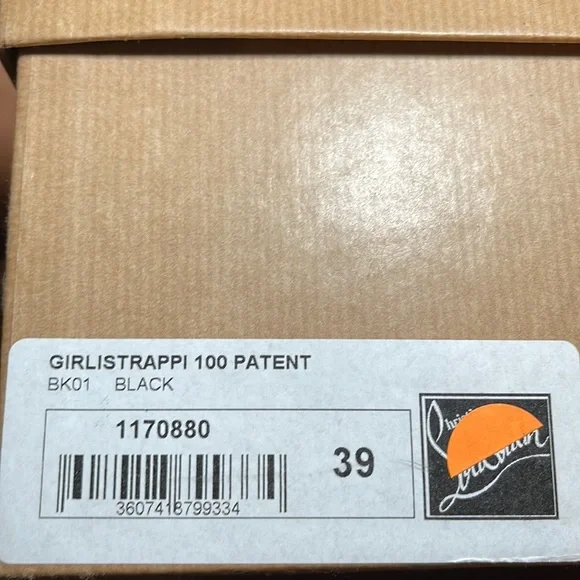 GIRLISTRAPPI 100 PATENT
BK01 BLACK
1170880
39
3607418799334